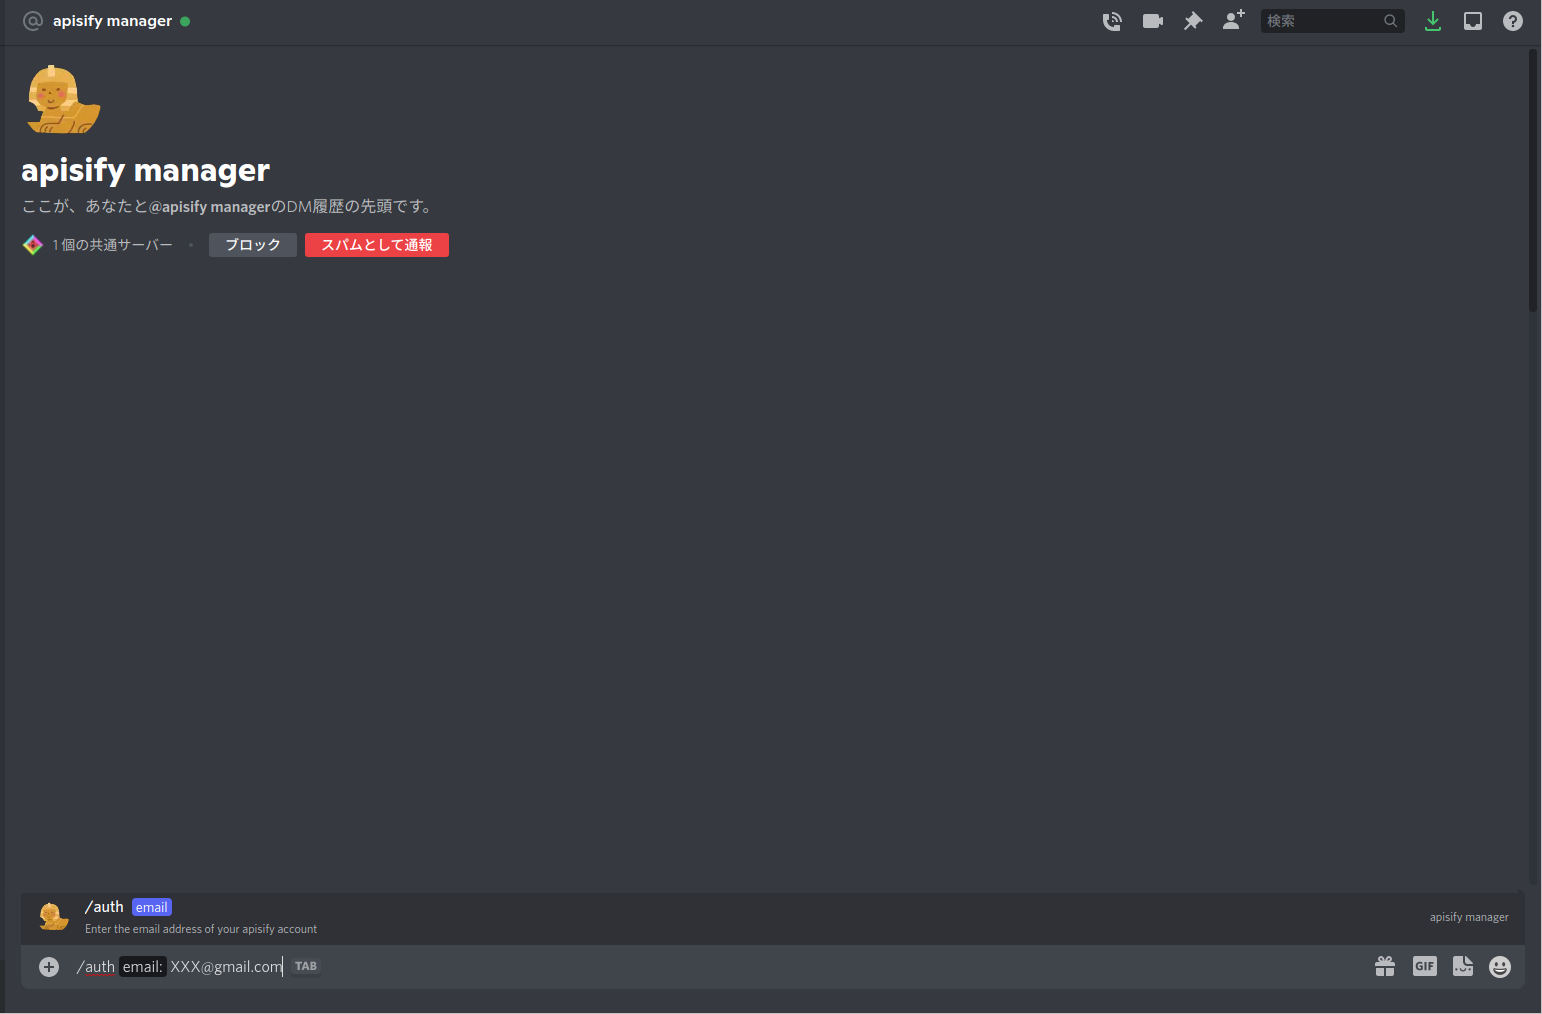 apisify manager
検索
apisify manager
ここが、あなたと@apisify managerのDM履歴の先頭です。
1個の共通サーバー
ブロック
スパムとして通報
/auth email
Enter the email address of your apisify account
apisify manager
/auth email: XXX@gmail.com TAB
GIF